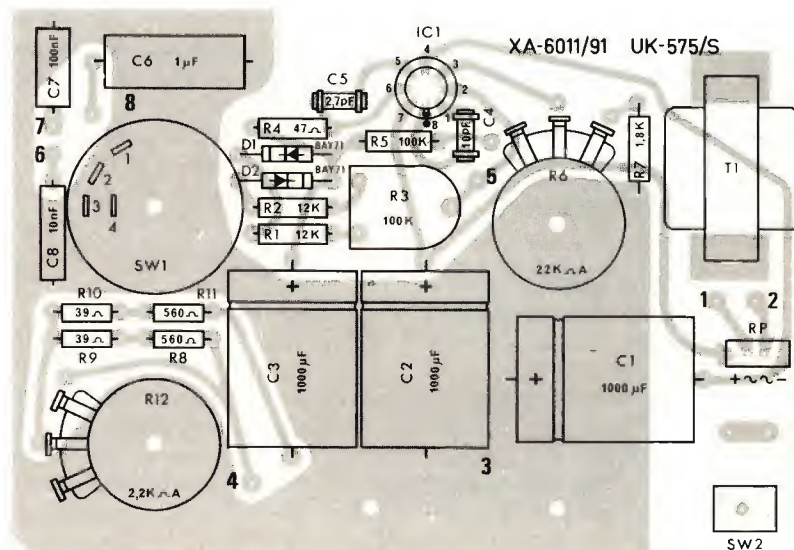 IC1
XA-6011/91 UK-575/S
C7 100nF
C6 1µF
8
C5
2,7pF
5 4 3
6 2
7 8 1
C4
10pF
7
6
R4 47Ω
D1 BAY71
D2 BAY71
R5 100K
R7 1,8K
T1
1
2
3
4
SW1
C8 10nF
R2 12K
R1 12K
R3
100K
5
R6
22KΩA
R10 R11
39Ω 560Ω
39Ω 560Ω
R9 R8
+
+
C3 1000µF
C2 1000µF
+
C1
1000µF
1 2
RP
+~~-
R12
2,2KΩA
4
3
SW2